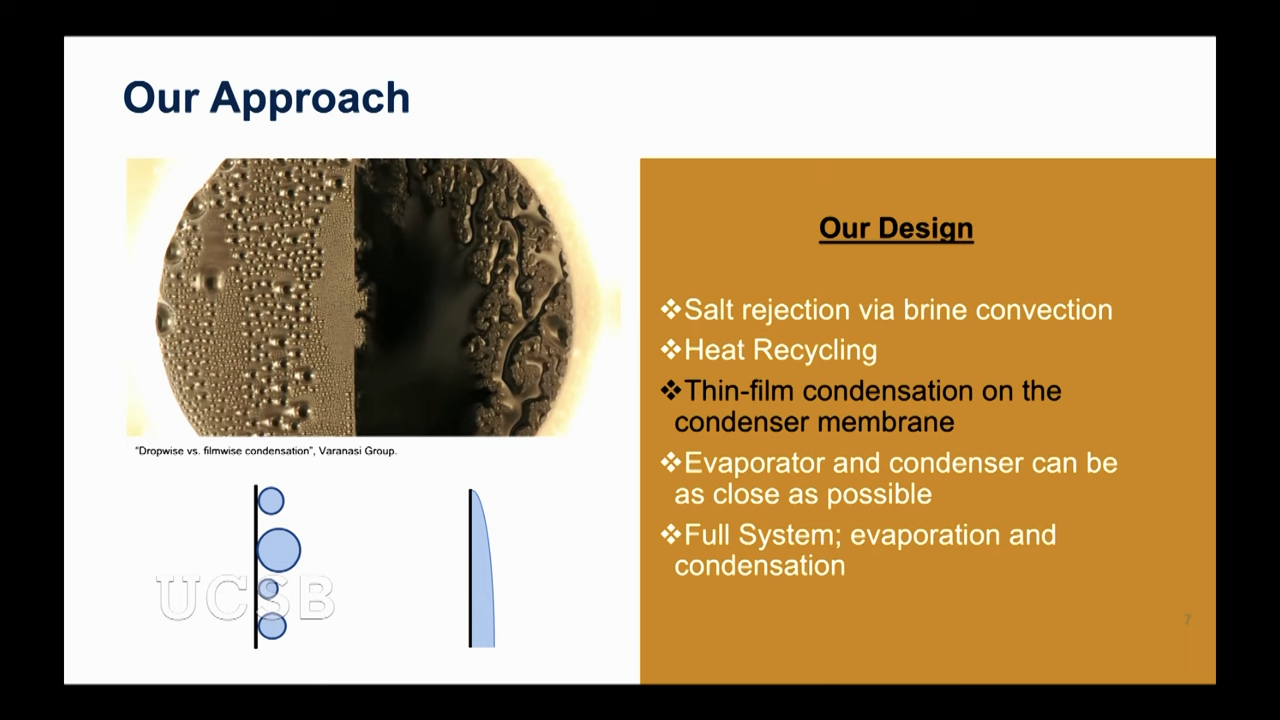 Our Approach
"Dropwise vs. filmwise condensation", Varanasi Group.
UCSB
Our Design
❖Salt rejection via brine convection
❖Heat Recycling
❖Thin-film condensation on the
condenser membrane
❖Evaporator and condenser can be
as close as possible
❖Full System; evaporation and
condensation
7